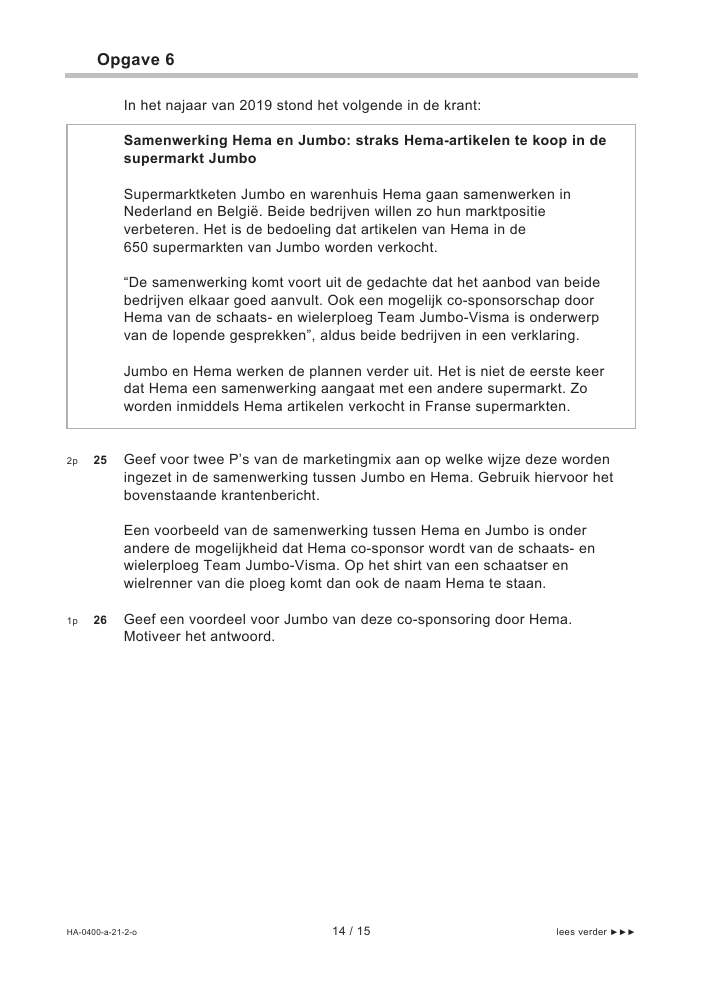 Opgave 6
In het najaar van 2019 stond het volgende in de krant:
Samenwerking Hema en Jumbo: straks Hema-artikelen te koop in de
supermarkt Jumbo
Supermarktketen Jumbo en warenhuis Hema gaan samenwerken in
Nederland en België. Beide bedrijven willen zo hun marktpositie
verbeteren. Het is de bedoeling dat artikelen van Hema in de
650 supermarkten van Jumbo worden verkocht.
“De samenwerking komt voort uit de gedachte dat het aanbod van beide
bedrijven elkaar goed aanvult. Ook een mogelijk co-sponsorschap door
Hema van de schaats- en wielerploeg Team Jumbo-Visma is onderwerp
van de lopende gesprekken”, aldus beide bedrijven in een verklaring.
Jumbo en Hema werken de plannen verder uit. Het is niet de eerste keer
dat Hema een samenwerking aangaat met een andere supermarkt. Zo
worden inmiddels Hema artikelen verkocht in Franse supermarkten.
2p 25 Geef voor twee P’s van de marketingmix aan op welke wijze deze worden
ingezet in de samenwerking tussen Jumbo en Hema. Gebruik hiervoor het
bovenstaande krantenbericht.
Een voorbeeld van de samenwerking tussen Hema en Jumbo is onder
andere de mogelijkheid dat Hema co-sponsor wordt van de schaats- en
wielerploeg Team Jumbo-Visma. Op het shirt van een schaatser en
wielrenner van die ploeg komt dan ook de naam Hema te staan.
1p 26 Geef een voordeel voor Jumbo van deze co-sponsoring door Hema.
Motiveer het antwoord.
HA-0400-a-21-2-o 14 / 15 lees verder ►►►